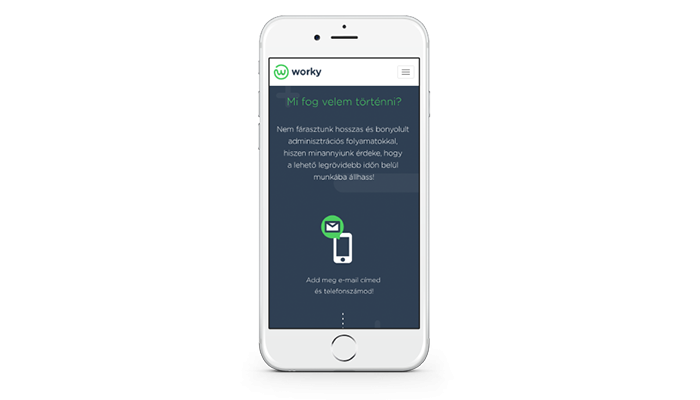 worky
Mi fog velem történni?
Nem fárasztunk hosszas és bonyolult
adminisztrációs folyamatokkal,
hiszen minannyiunk érdeke, hogy
a lehető legrövidebb időn belül
munkába állhass!
Add meg e-mail címed
és telefonszámod!